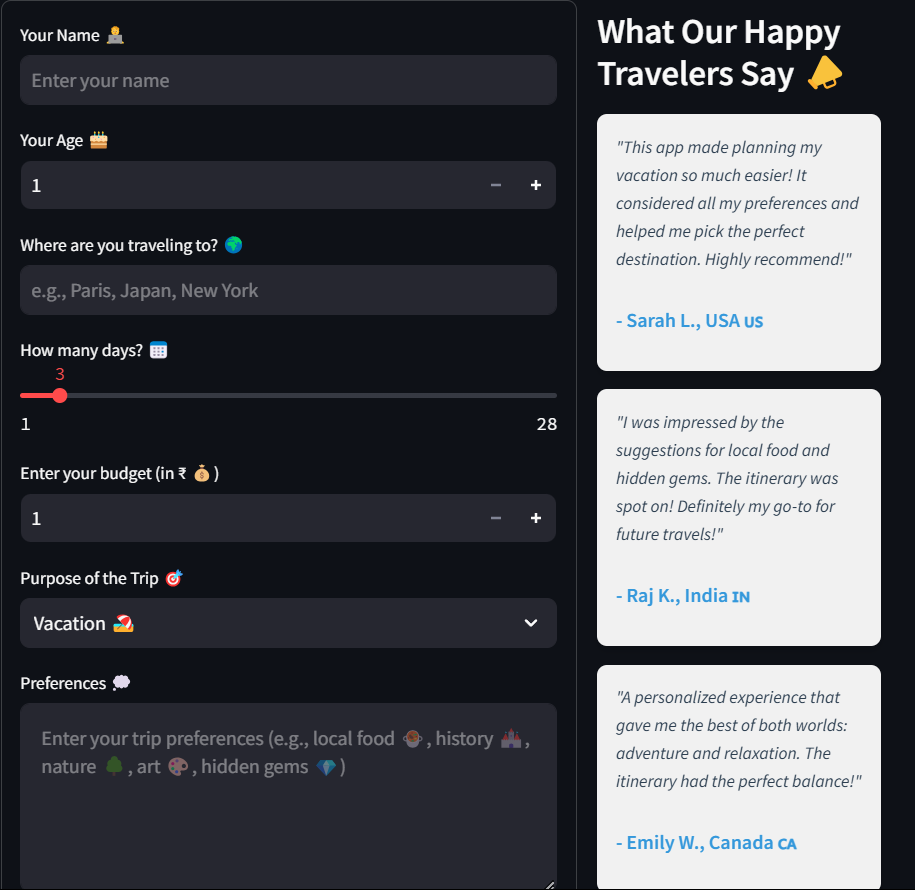 Your Name 🧑‍💻
Enter your name
Your Age 🎂
1
Where are you traveling to? 🌍
e.g., Paris, Japan, New York
How many days? 📅
3
1 28
Enter your budget (in ₹ 💰 )
1
Purpose of the Trip 🎯
Vacation 🏖️
Preferences 💭
Enter your trip preferences (e.g., local food 🍲 , history 🏰 ,
nature 🌳 , art 🎨 , hidden gems 💎 )
What Our Happy
Travelers Say 📣
"This app made planning my
vacation so much easier! It
considered all my preferences and
helped me pick the perfect
destination. Highly recommend!"
- Sarah L., USA US
"I was impressed by the
suggestions for local food and
hidden gems. The itinerary was
spot on! Definitely my go-to for
future travels!"
- Raj K., India IN
"A personalized experience that
gave me the best of both worlds:
adventure and relaxation. The
itinerary had the perfect balance!"
- Emily W., Canada CA